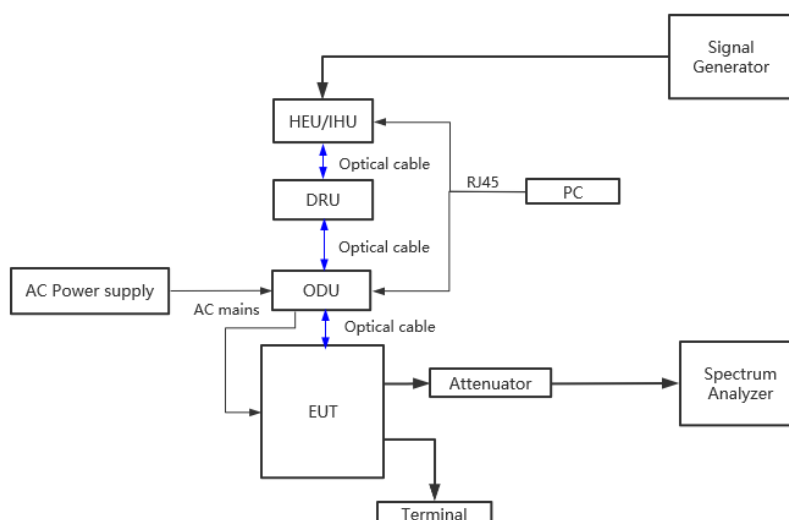 Signal
Generator
HEU/IHU
Optical cable
RJ45
PC
DRU
Optical cable
AC Power supply
AC mains
ODU
Optical cable
EUT
Attenuator
Spectrum
Analyzer
Terminal